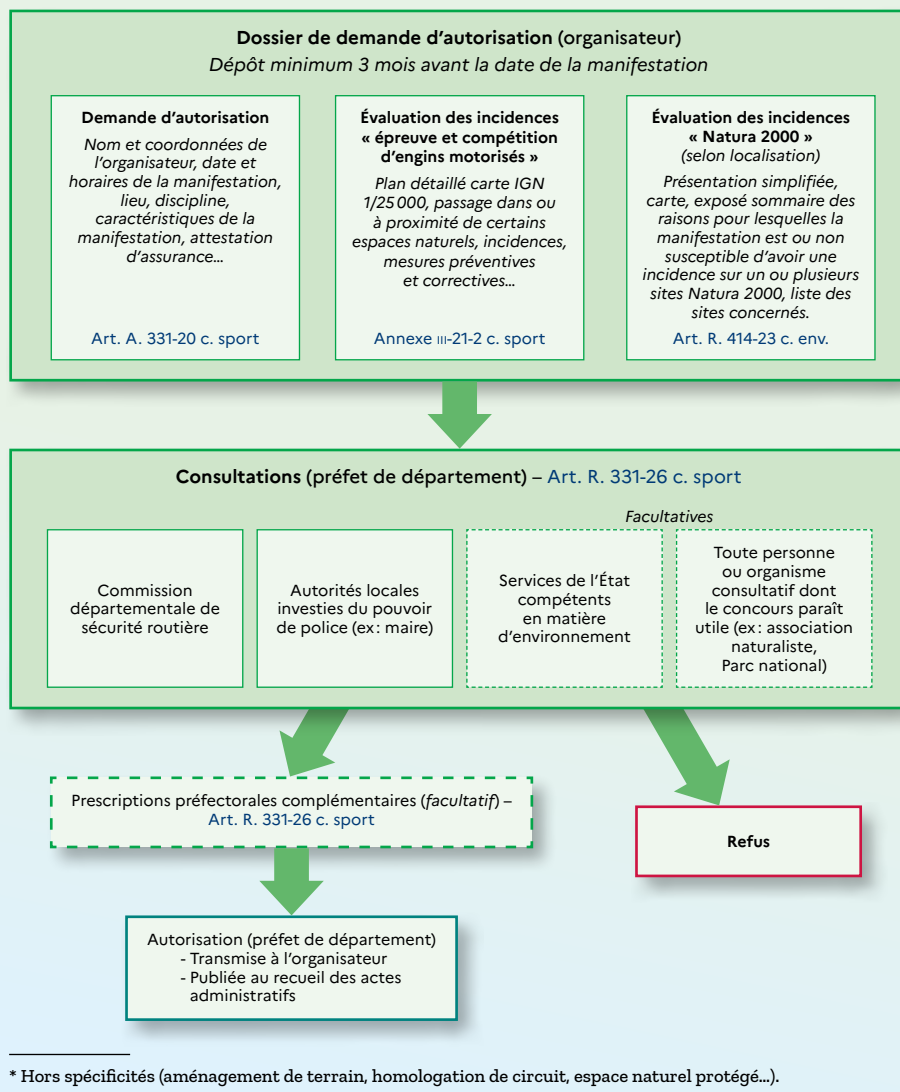 Dossier de demande d’autorisation (organisateur)
Dépôt minimum 3 mois avant la date de la manifestation
Demande d’autorisation
Nom et coordonnées de
l’organisateur, date et
horaires de la manifestation,
lieu, discipline,
caractéristiques de la
manifestation, attestation
d’assurance…
Art. A. 331-20 c. sport
Évaluation des incidences
« épreuve et compétition
d’engins motorisés »
Plan détaillé carte IGN
1/25 000, passage dans ou
à proximité de certains
espaces naturels, incidences,
mesures préventives
et correctives…
Annexe III-21-2 c. sport
Évaluation des incidences
« Natura 2000 »
(selon localisation)
Présentation simplifiée,
carte, exposé sommaire des
raisons pour lesquelles la
manifestation est ou non
susceptible d’avoir une
incidence sur un ou plusieurs
sites Natura 2000, liste des
sites concernés.
Art. R. 414-23 c. env.
Consultations (préfet de département) – Art. R. 331-26 c. sport
Facultatives
Commission
départementale de
sécurité routière
Autorités locales
investies du pouvoir
de police (ex : maire)
Services de l’État
compétents
en matière
d’environnement
Toute personne
ou organisme
consultatif dont
le concours paraît
utile (ex : association
naturaliste,
Parc national)
Prescriptions préfectorales complémentaires (facultatif) –
Art. R. 331-26 c. sport
Refus
Autorisation (préfet de département)
- Transmise à l’organisateur
- Publiée au recueil des actes
administratifs
* Hors spécificités (aménagement de terrain, homologation de circuit, espace naturel protégé…).